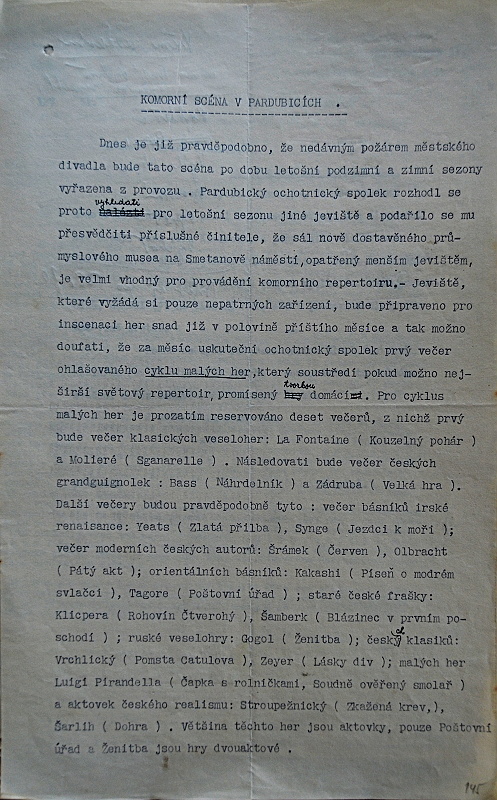 KOMORNÍ SCÉNA V PARDUBICÍCH .
Dnes je již pravděpodobno, že nedávným požárem městského
divadla bude tato scéna po dobu letošní podzimní a zimní sezony
vyřazena z provozu . Pardubický ochotnický spolek rozhodl se
vyhledati
proto nalézti pro letošní sezonu jiné jeviště a podařilo se mu
přesvědčiti příslušné činitele, že sál nově dostavěného prů-
myslového musea na Smetanově náměstí,opatřený menším jevištěm,
je velmi vhodný pro provádění komorního repertoiru.- Jeviště,
které vyžádá si pouze nepatrných zařízení, bude připraveno pro
inscenaci her snad již v polovině příštího měsíce a tak možno
doufati, že za měsíc uskuteční ochotnický spolek prvý večer
ohlašovaného cyklu malých her,který soustředí pokud možno nej-
tvorbou
širší světový repertoir,promísený hry domácími. Pro cyklus
malých her je prozatím reservováno deset večerů, z nichž prvý
bude večer klasických veseloher: La Fontaine ( Kouzelný pohár )
a Molieré ( Sganarelle ) . Následovati bude večer českých
grandguignolek : Bass ( Náhrdelník ) a Zádruba ( Velká hra ).
Další večery budou pravděpodobně tyto : večer básníků irské
renaisance: Yeats ( Zlatá přilba ), Synge ( Jezdci k moři );
večer moderních českých autorů: Šrámek ( Červen ), Olbracht
( Pátý akt ); orientálních básníků: Kakashi ( Píseň o modrém
svlačci ), Tagore ( Poštovní úřad ) ; staré české frašky:
Klicpera ( Rohovín Čtverohý ), Šamberk ( Blázinec v prvním po-
schodí ) ; ruské veselohry: Gogol ( Ženitba ); českých klasiků:
Vrchlický ( Pomsta Catulova ), Zeyer ( Lásky div ); malých her
Luigi Pirandella ( Čapka s rolničkami, Soudně ověřený smolař )
a aktovek českého realismu: Stroupežnický ( Zkažená krev,),
Šarlih ( Dohra ) . Většina těchto her jsou aktovky, pouze Poštovní
úřad a Ženitba jsou hry dvouaktové .
145